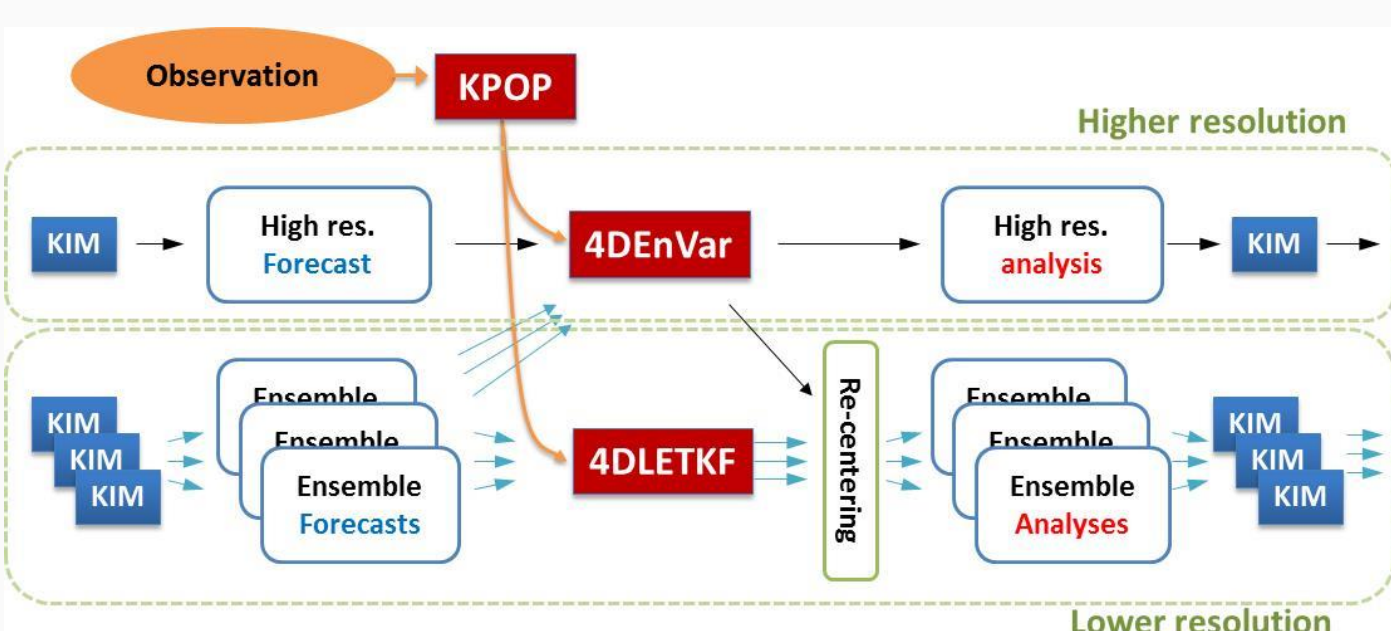 Observation
KPOP
Higher resolution
KIM
High res.
Forecast
4DEnVar
High res.
analysis
KIM
KIM
KIM
KIM
Ensemble
Ensemble
Ensemble
Forecasts
4DLETKF
Re-centering
Ensemble
Ensemble
Ensemble
Analyses
KIM
KIM
KIM
Lower resolution